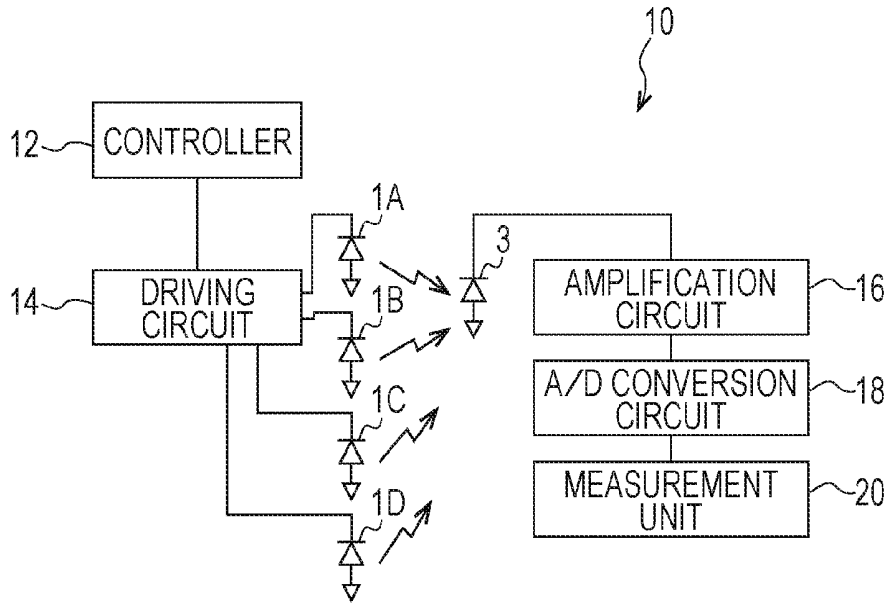 10
12
CONTROLLER
1A
3
14
DRIVING
CIRCUIT
1B
AMPLIFICATION
CIRCUIT
16
1C
A/D CONVERSION
CIRCUIT
18
1D
MEASUREMENT
UNIT
20